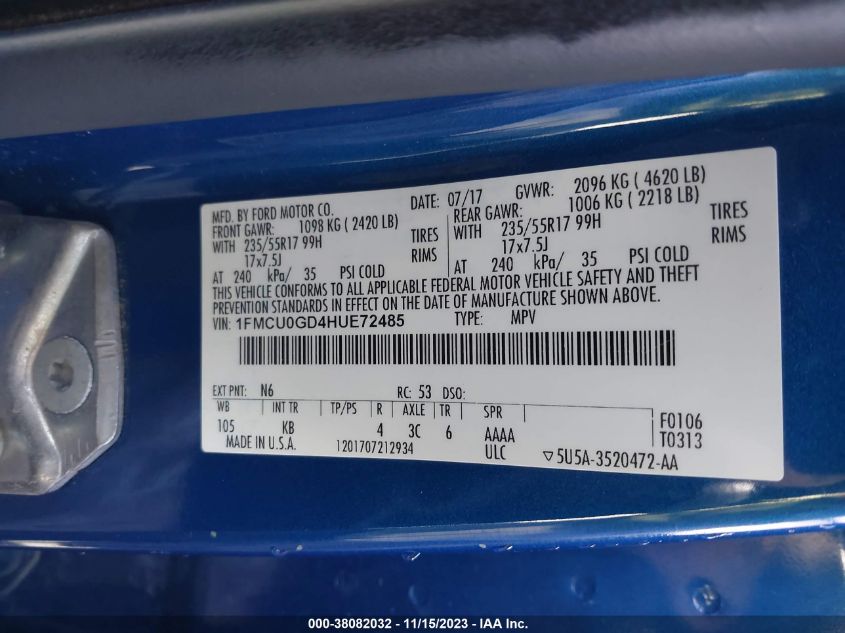 MFD. BY FORD MOTOR CO. DATE: 07/17 GVWR: 2096 KG ( 4620 LB)
FRONT GAWR: 1098 KG ( 2420 LB) REAR GAWR: 1006 KG ( 2218 LB)
WITH 235/55R17 99H TIRES WITH 235/55R17 99H TIRES
17x7.5J RIMS 17x7.5J RIMS
AT 240 kPa/ 35 PSI COLD AT 240 kPa/ 35 PSI COLD
THIS VEHICLE CONFORMS TO ALL APPLICABLE FEDERAL MOTOR VEHICLE SAFETY AND THEFT
PREVENTION STANDARDS IN EFFECT ON THE DATE OF MANUFACTURE SHOWN ABOVE.
VIN: 1FMCU0GD4HUE72485 TYPE: MPV
EXT PNT: N6 RC: 53 DSO:
WB INT TR TP/PS R AXLE TR SPR F0106
105 KB 4 3C 6 AAAA T0313
MADE IN U.S.A. 1201707212934 ULC ▽5U5A-3520472-AA
000-38082032 - 11/15/2023 - IAA Inc.